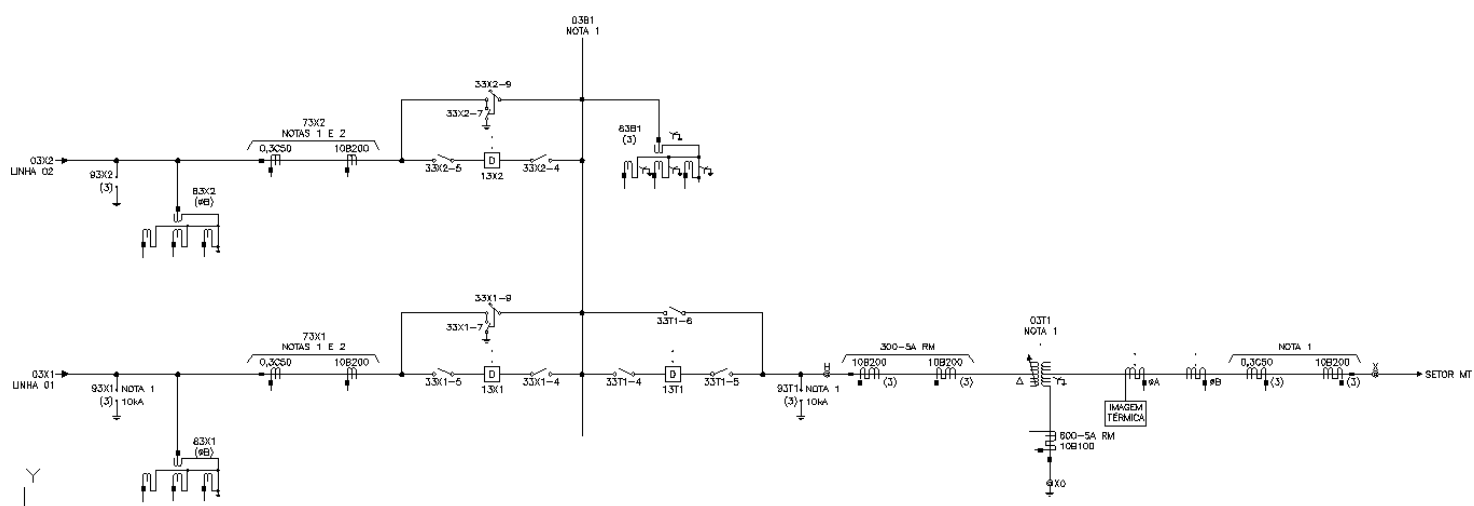 03B1
NOTA 1
33X2-9
33X2-7
73X2
NOTAS 1 E 2
0,3C50
10B200
83B1
(3)
03X2
LINHA 02
93X2
(3)
33X2-5
D
13X2
33X2-4
83X2
(øB)
33X1-9
33X1-7
33T1-6
73X1
NOTAS 1 E 2
0,3C50
10B200
03T1
NOTA 1
300-5A RM
10B200
(3)
10B200
(3)
NOTA 1
0,3C50
(3)
10B200
(3)
H
X
03X1
LINHA 01
93X1
(3)
NOTA 1
10kA
33X1-5
D
13X1
33X1-4
33T1-4
D
13T1
33T1-5
93T1
(3)
NOTA 1
10kA
Δ
øA
øB
SETOR MT
IMAGEM
TÉRMICA
83X1
(øB)
600-5A RM
10B100
X0
Y